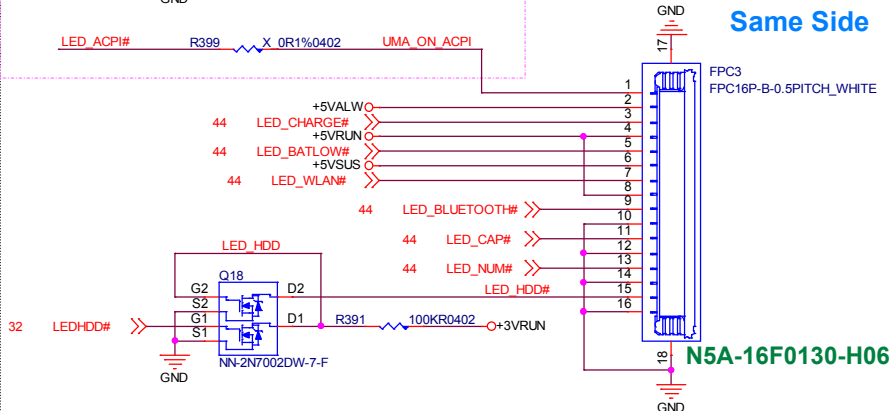 GND
GND
Same Side
LED_ACPI#
R399
X_0R1%0402
UMA_ON_ACPI
17
FPC3
FPC16P-B-0.5PITCH_WHITE
1
+5VALW
2
44
LED_CHARGE#
3
+5VRUN
4
44
LED_BATLOW#
5
+5VSUS
6
44
LED_WLAN#
7
8
44
LED_BLUETOOTH#
9
10
44
LED_CAP#
11
12
44
LED_NUM#
13
14
LED_HDD
Q18
G2
D2
LED_HDD#
15
S2
16
32
LEDHDD#
G1
D1
R391
100KR0402
+3VRUN
S1
NN-2N7002DW-7-F
GND
18
N5A-16F0130-H06
GND